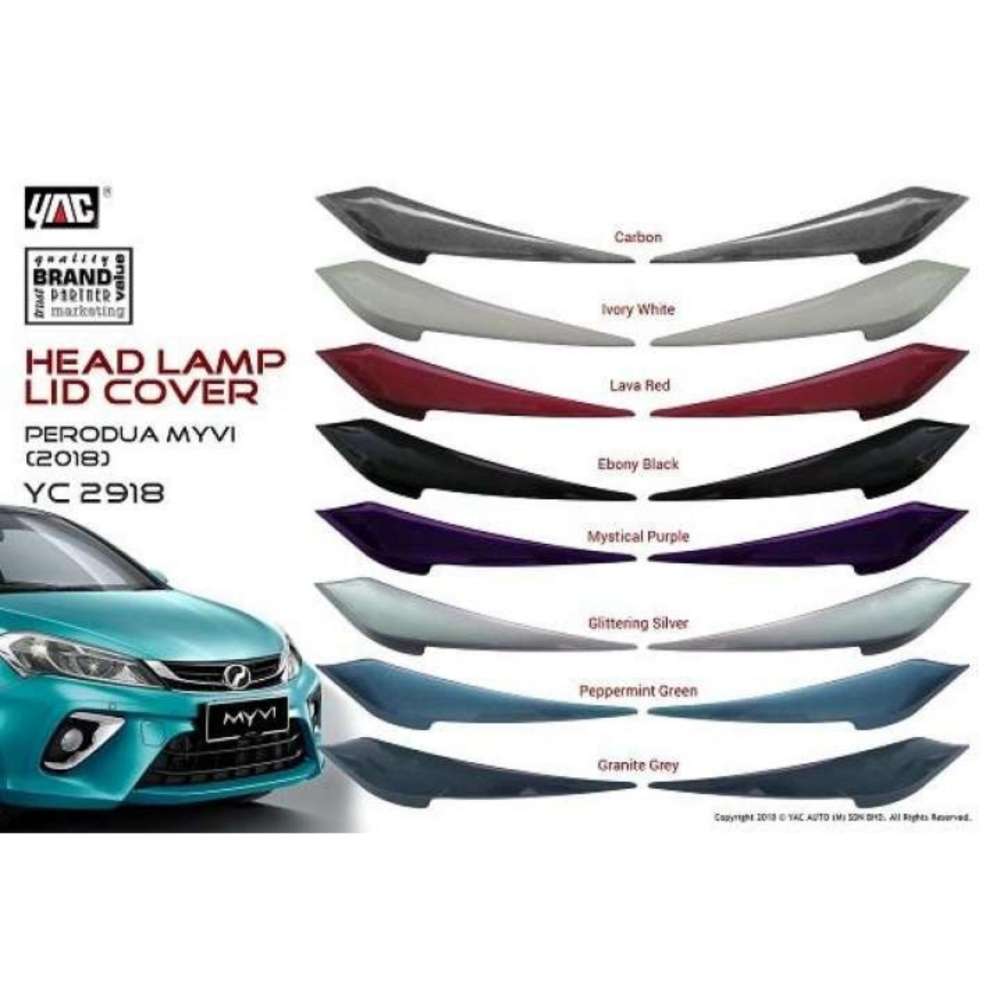 YAC®
quality
trust
BRAND
value
PARTNER
marketing
HEAD LAMP
LID COVER
PERODUA MYVI
(2018)
YC 2918
MYVI
Carbon
Ivory White
Lava Red
Ebony Black
Mystical Purple
Glittering Silver
Peppermint Green
Granite Grey
Copyright 2018 © YAC AUTO (M) SDN BHD. All Rights Reserved.